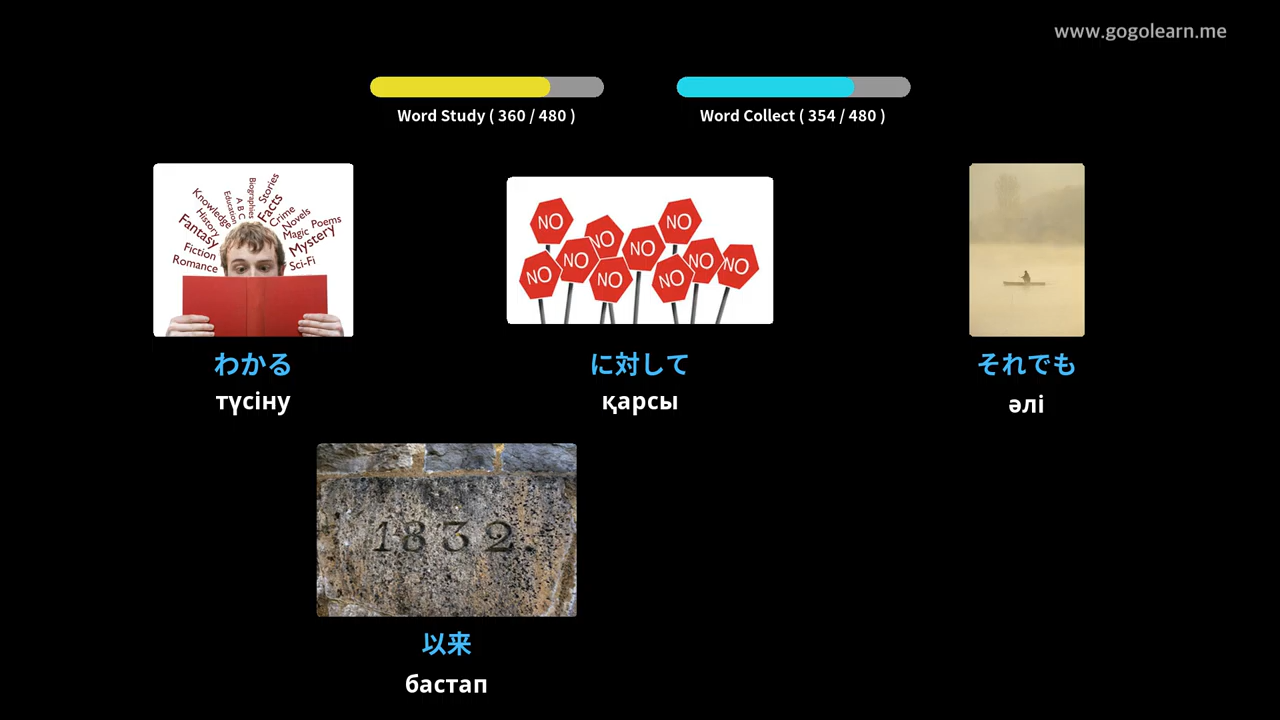 www.gogolearn.me
Word Study ( 360 / 480 )
Word Collect ( 354 / 480 )
Knowledge
History
Fantasy
Fiction
Romance
Education
A B C
Biographies
Stories
Facts
Crime
Novels
Magic
Poems
Mystery
Sci-Fi
NO
NO
NO
NO
NO
NO
NO
NO
NO
NO
わかる
түсіну
に対して
қарсы
それでも
әлі
1832.
以来
бастап